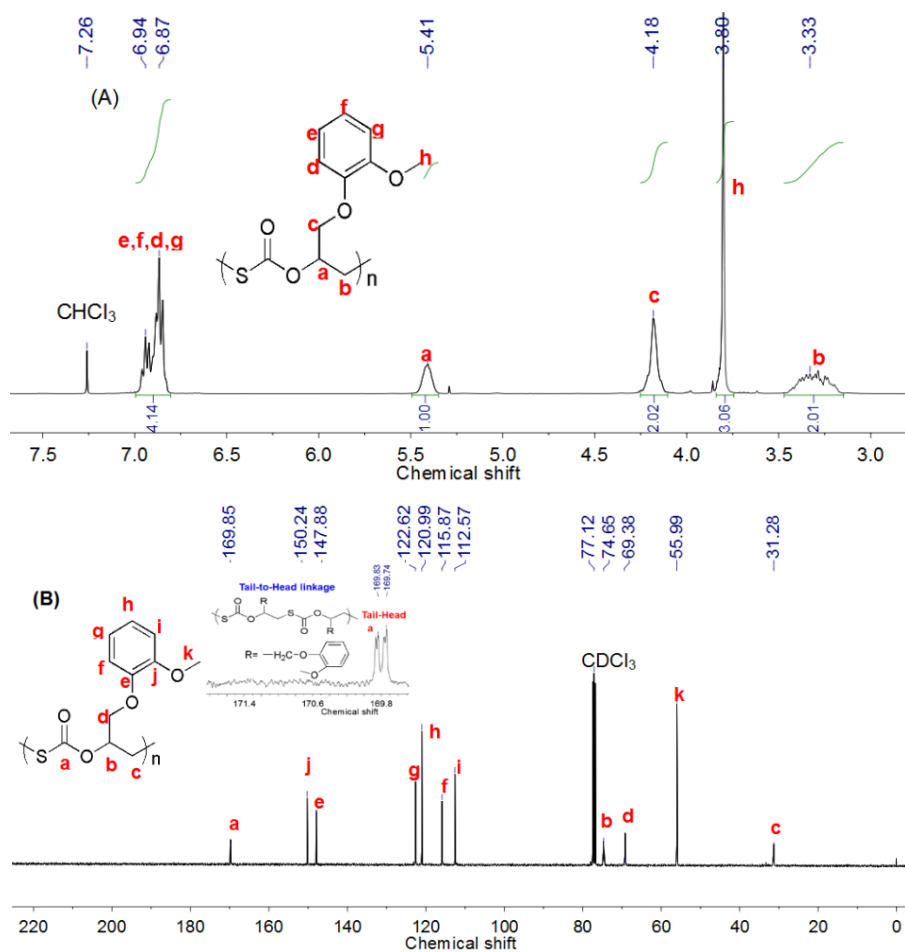 --7.26
6.94
6.87
--5.41
--4.18
3.80
--3.33
(A)
f
e
g
d
h
O
c
O
O
S
O
a
b
n
e,f,d,g
CHCl3
a
c
h
b
4.14
1.00
2.02
3.06
2.01
7.5 7.0 6.5 6.0 5.5 5.0 4.5 4.0 3.5 3.0
Chemical shift
--169.85
150.24
147.88
122.62
120.99
115.87
112.57
77.12
74.65
69.38
--55.99
--31.28
(B)
h
g
i
f
k
e
j
O
d
O
O
S
O
a
b
c
n
Tail-to-Head linkage
R
O
S
O
S
O
O
R
R= —H2C—O
O
169.83
169.74
Tail-Head
a
171.4 170.6 169.8
Chemical shift
CDCl3
a
j
e
g
h
f
i
b
d
k
c
220 200 180 160 140 120 100 80 60 40 20 0
Chemical shift